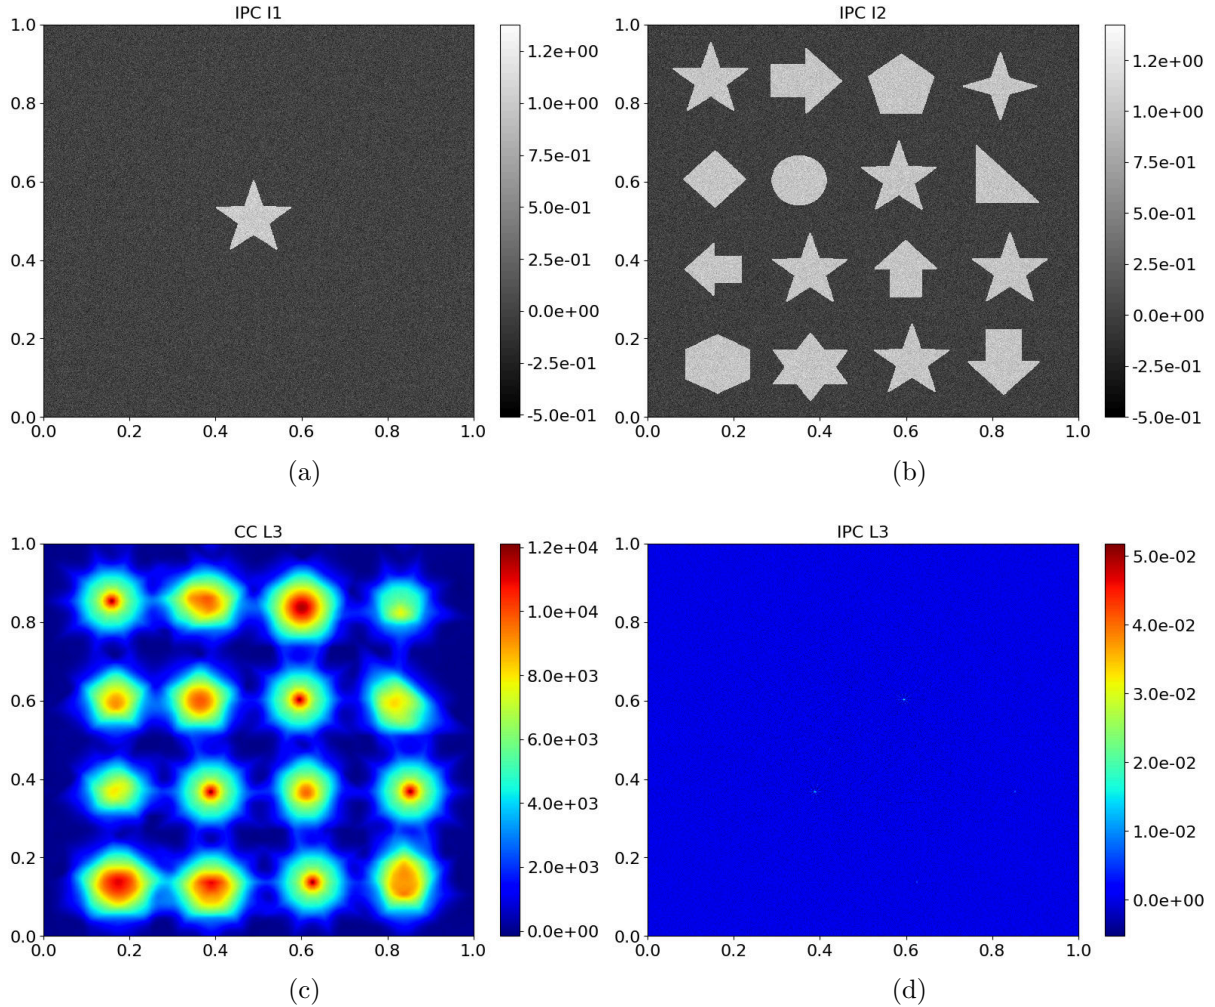 IPC I1
1.0
0.8
0.6
0.4
0.2
0.0
0.0 0.2 0.4 0.6 0.8 1.0
1.2e+00
1.0e+00
7.5e-01
5.0e-01
2.5e-01
0.0e+00
-2.5e-01
-5.0e-01
(a)
IPC I2
1.0
0.8
0.6
0.4
0.2
0.0
0.0 0.2 0.4 0.6 0.8 1.0
1.2e+00
1.0e+00
7.5e-01
5.0e-01
2.5e-01
0.0e+00
-2.5e-01
-5.0e-01
(b)
CC L3
1.0
0.8
0.6
0.4
0.2
0.0
0.0 0.2 0.4 0.6 0.8 1.0
1.2e+04
1.0e+04
8.0e+03
6.0e+03
4.0e+03
2.0e+03
0.0e+00
(c)
IPC L3
1.0
0.8
0.6
0.4
0.2
0.0
0.0 0.2 0.4 0.6 0.8 1.0
5.0e-02
4.0e-02
3.0e-02
2.0e-02
1.0e-02
0.0e+00
(d)